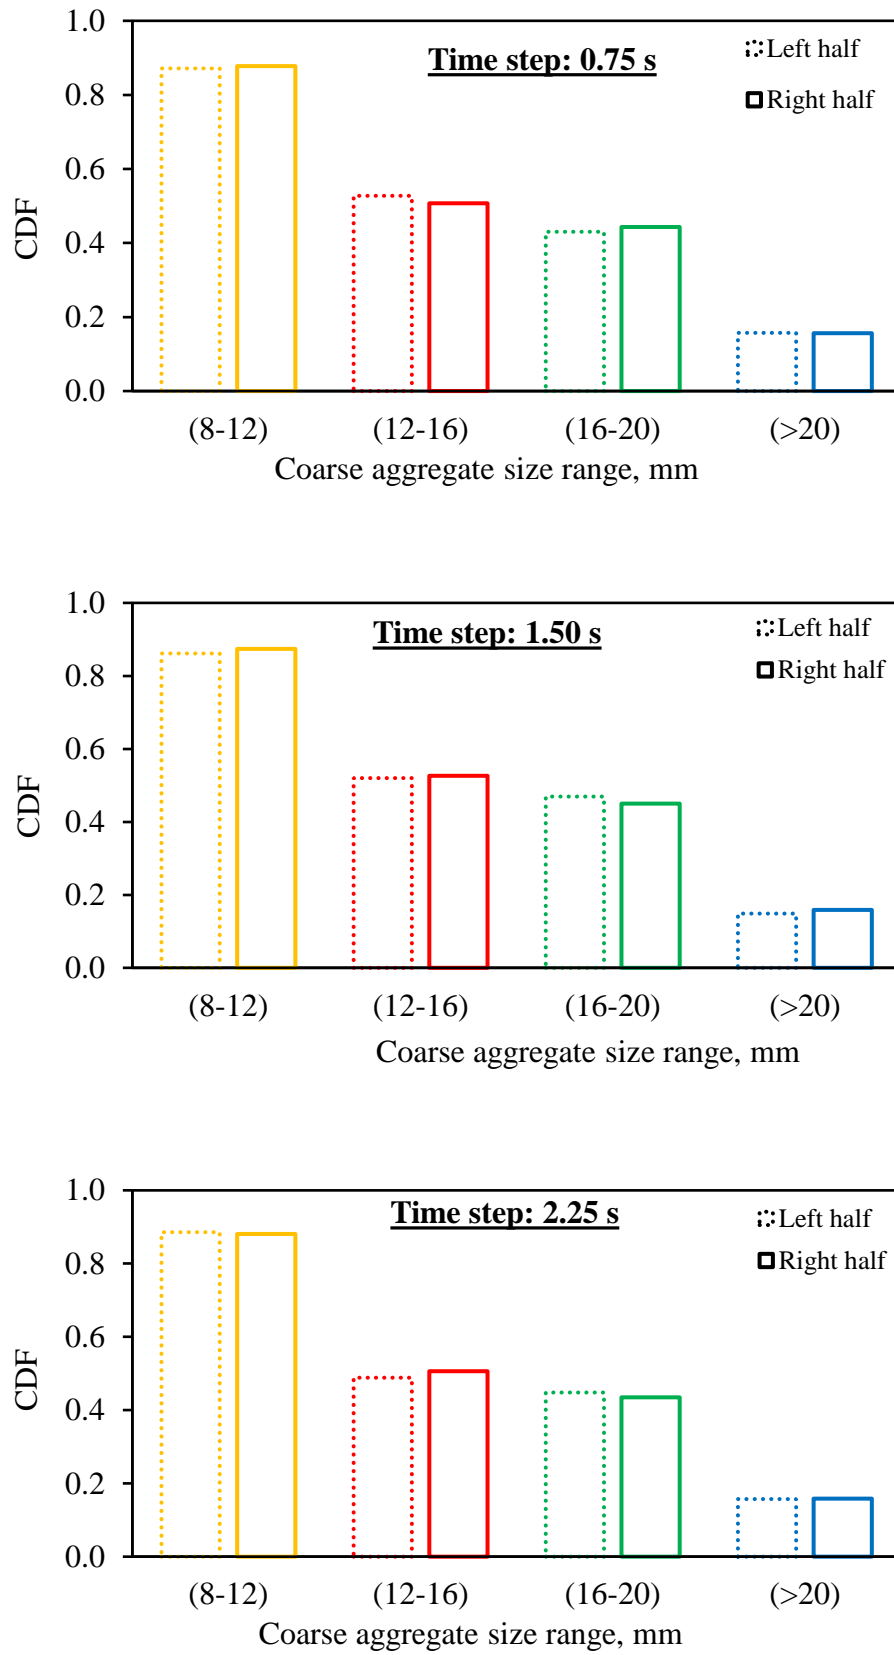 1.0
0.8
0.6
0.4
0.2
0.0
CDF
Time step: 0.75 s
Left half
Right half
(8-12) (12-16) (16-20) (>20)
Coarse aggregate size range, mm
1.0
0.8
0.6
0.4
0.2
0.0
CDF
Time step: 1.50 s
Left half
Right half
(8-12) (12-16) (16-20) (>20)
Coarse aggregate size range, mm
1.0
0.8
0.6
0.4
0.2
0.0
CDF
Time step: 2.25 s
Left half
Right half
(8-12) (12-16) (16-20) (>20)
Coarse aggregate size range, mm